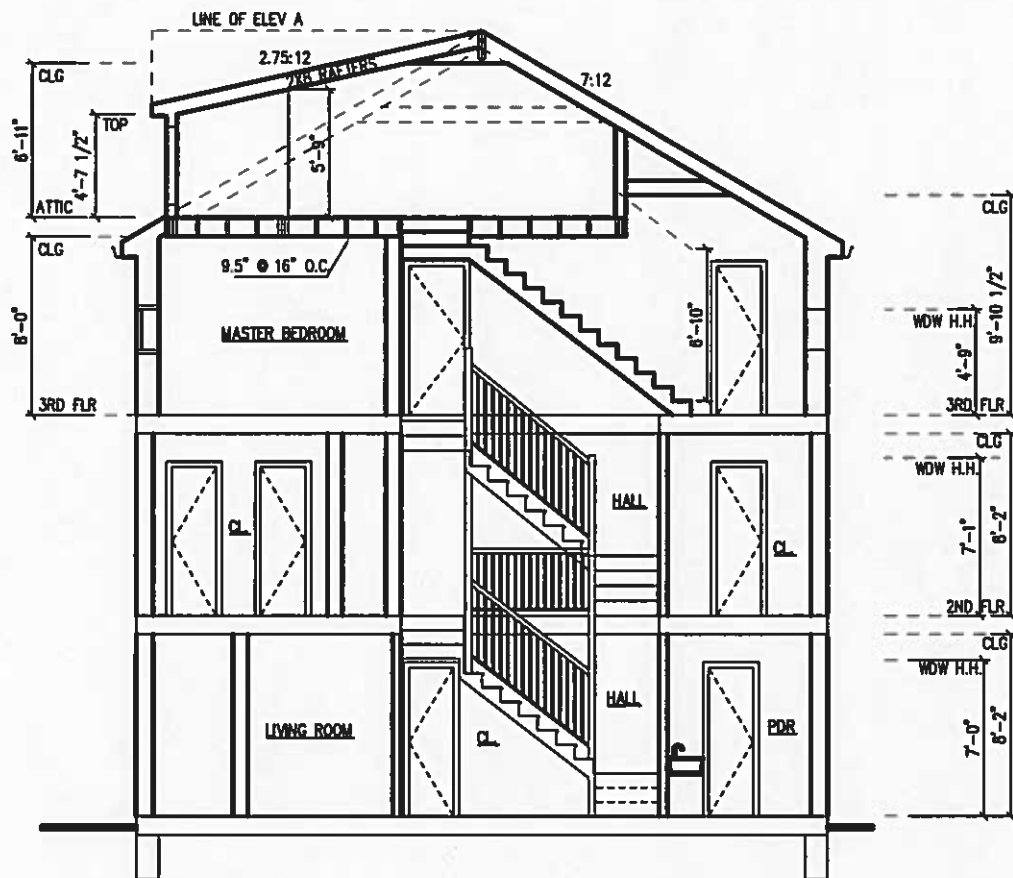 LINE OF ELEV A
2.75:12
2X8 RAFTERS
7:12
CLG
6'-11"
TOP
4'-7 1/2"
5'-9"
ATTIC
CLG
CLG
9.5" @ 16" O.C.
8'-0"
MASTER BEDROOM
6'-10"
WDW H.H.
9'-10 1/2"
4'-9"
3RD FLR
3RD FLR
CLG
WDW H.H.
CL
HALL
CL
7'-1"
8'-2"
2ND FLR
CLG
WDW H.H.
LIVING ROOM
CL
HALL
PDR
7'-0"
8'-2"